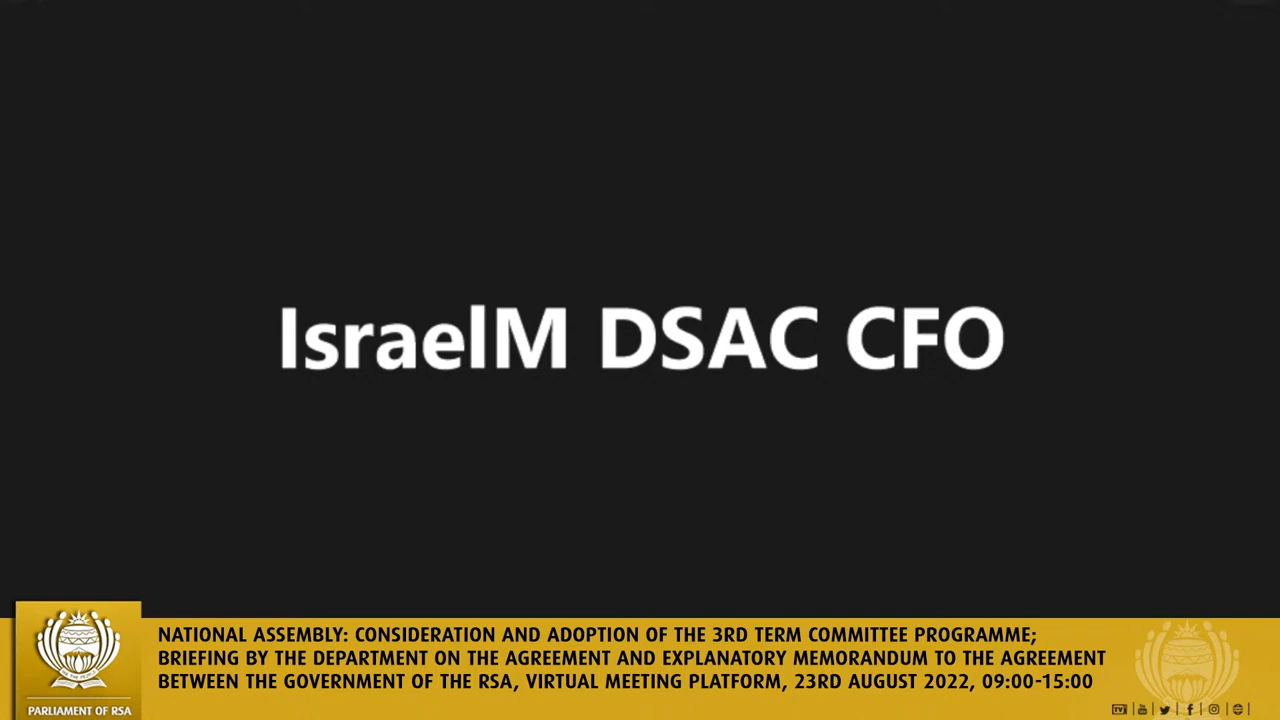 IsraelM DSAC CFO
NATIONAL ASSEMBLY: CONSIDERATION AND ADOPTION OF THE 3RD TERM COMMITTEE PROGRAMME;
BRIEFING BY THE DEPARTMENT ON THE AGREEMENT AND EXPLANATORY MEMORANDUM TO THE AGREEMENT
BETWEEN THE GOVERNMENT OF THE RSA, VIRTUAL MEETING PLATFORM, 23RD AUGUST 2022, 09:00-15:00
PARLIAMENT OF RSA